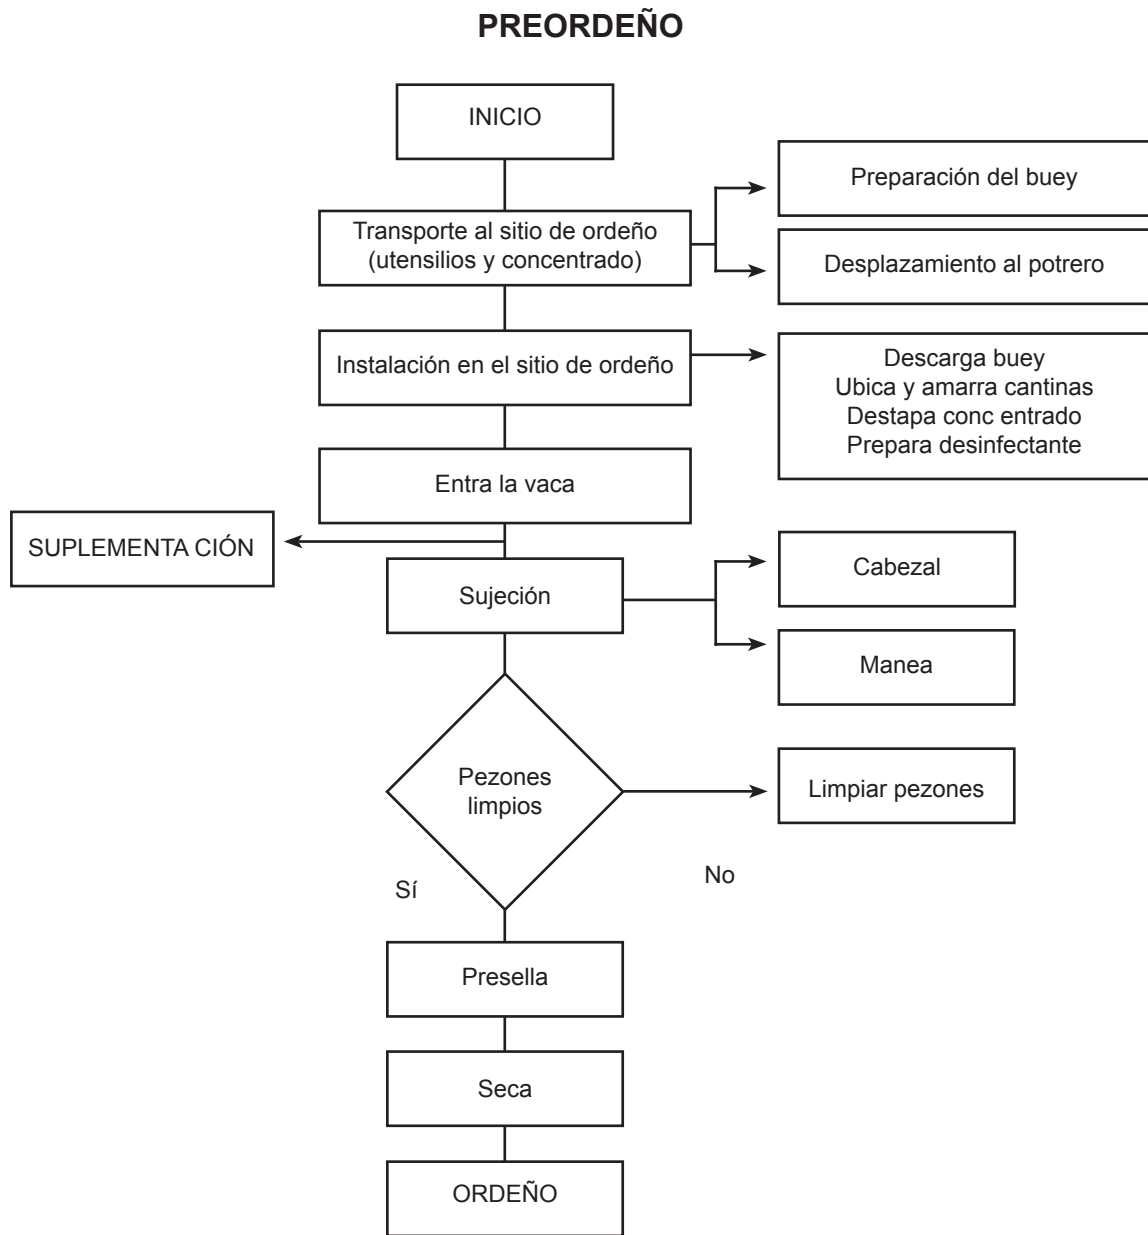 PREORDEÑO
INICIO
Preparación del buey
Transporte al sitio de ordeño
(utensilios y concentrado)
Desplazamiento al potrero
Instalación en el sitio de ordeño
Descarga buey
Ubica y amarra cantinas
Destapa conc entrado
Prepara desinfectante
Entra la vaca
SUPLEMENTA CIÓN
Sujeción
Cabezal
Manea
Pezones
limpios
Limpiar pezones
Sí
No
Presella
Seca
ORDEÑO